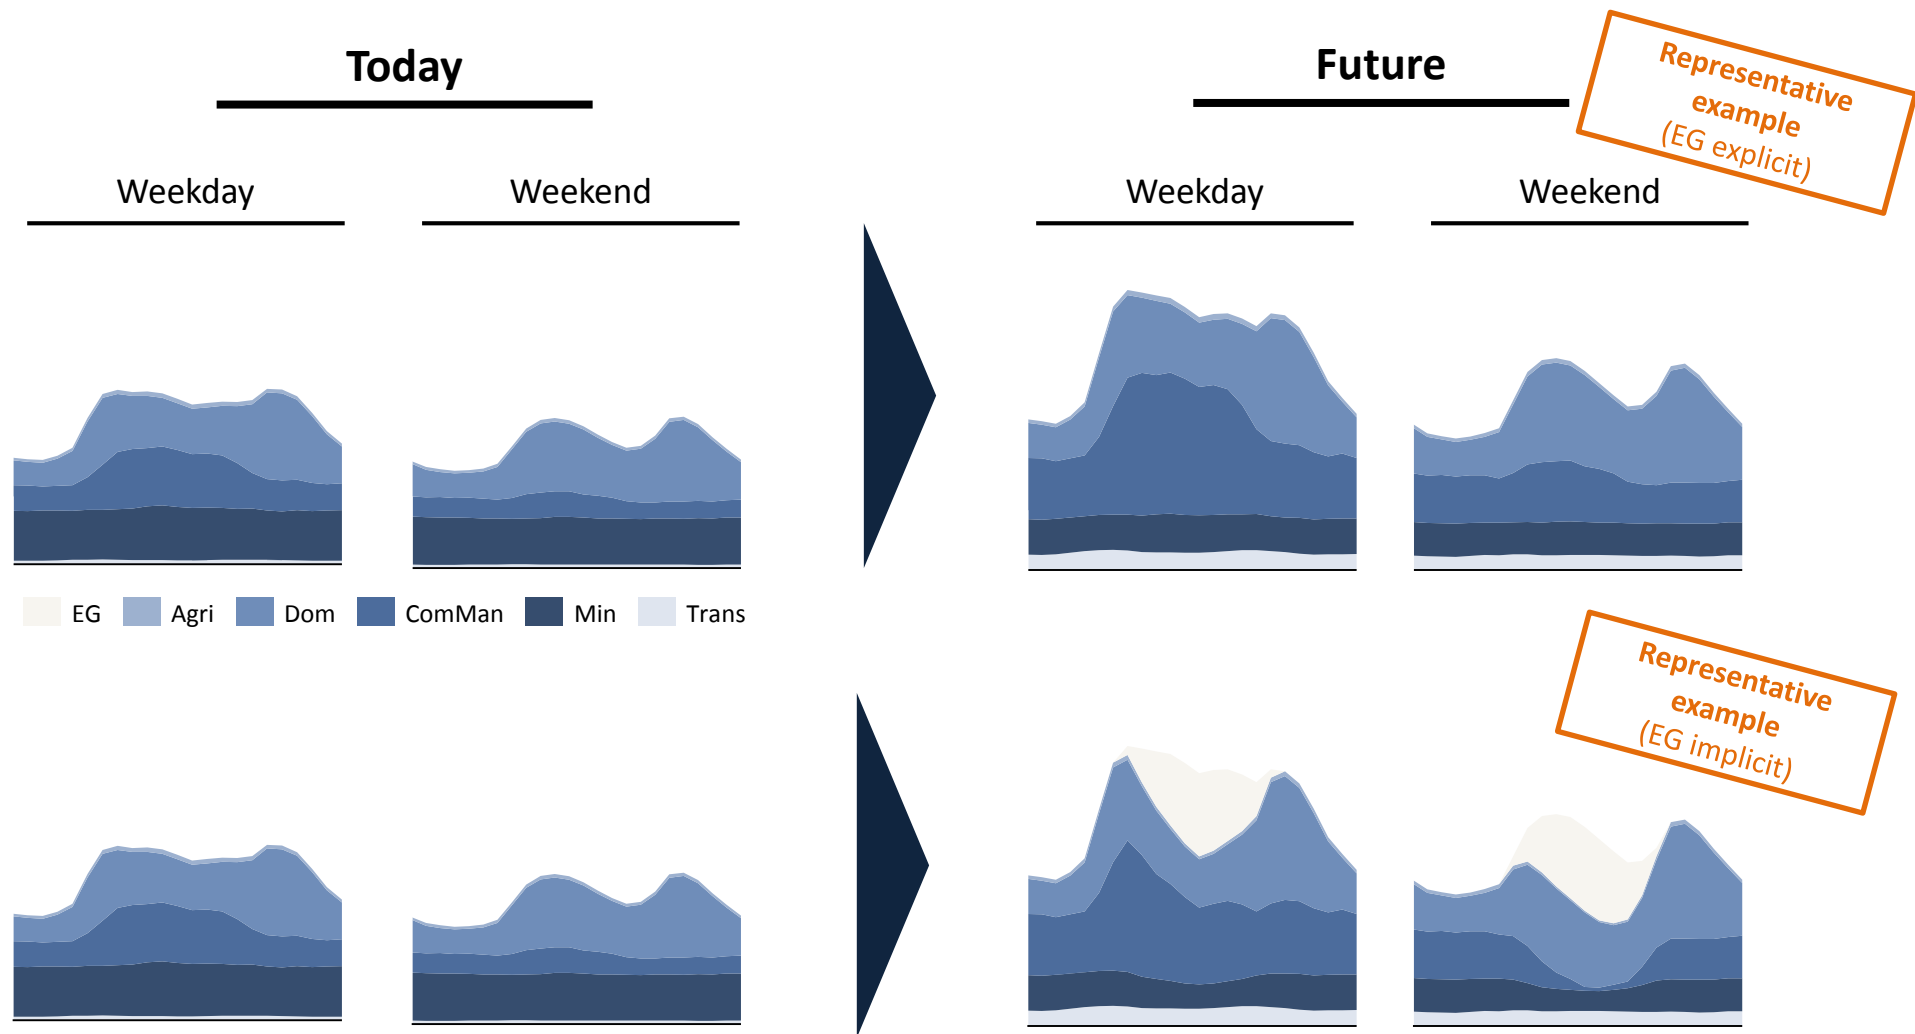 Today
Future
Representative
example
(EG explicit)
Weekday
Weekend
Weekday
Weekend
EG
Agri
Dom
ComMan
Min
Trans
Representative
example
(EG implicit)